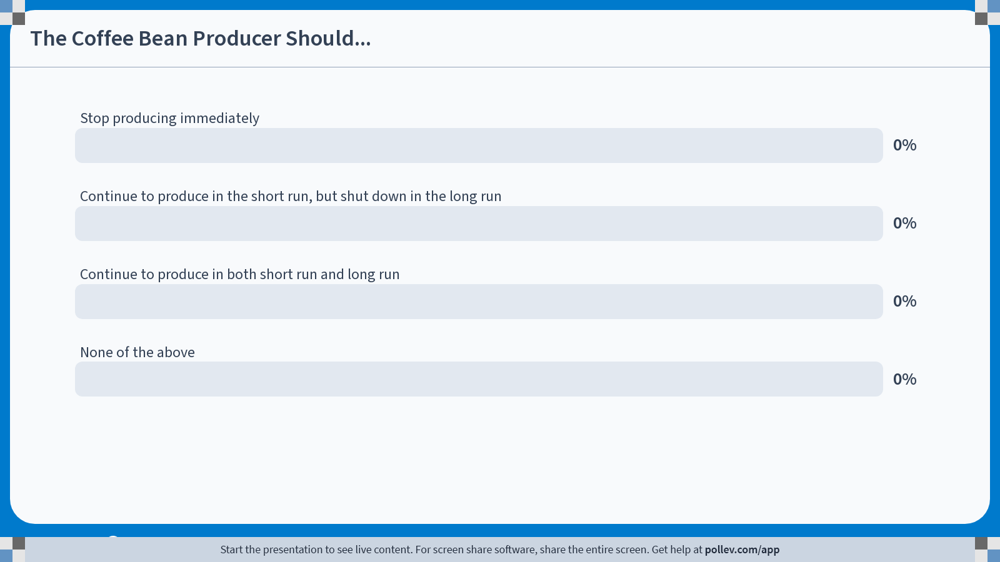 The Coffee Bean Producer Should...
Stop producing immediately
0%
Continue to produce in the short run, but shut down in the long run
0%
Continue to produce in both short run and long run
0%
None of the above
0%
Start the presentation to see live content. For screen share software, share the entire screen. Get help at pollev.com/app